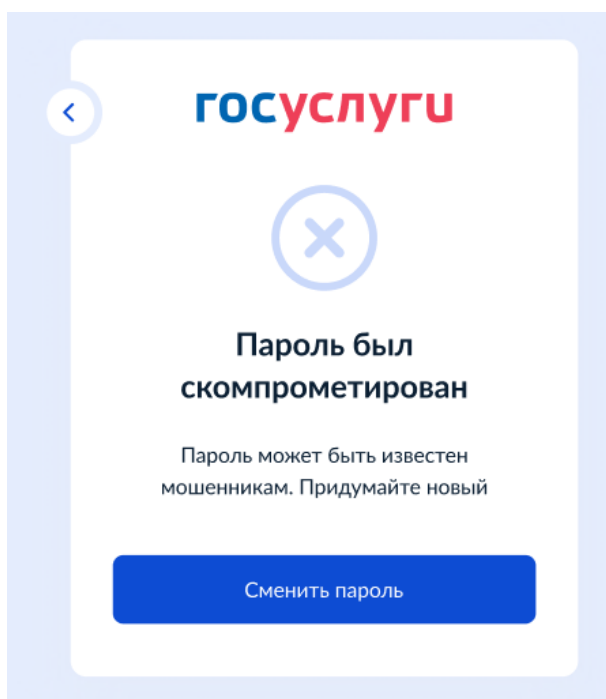 госуслуги
Пароль был
скомпрометирован
Пароль может быть известен
мошенникам. Придумайте новый
Сменить пароль